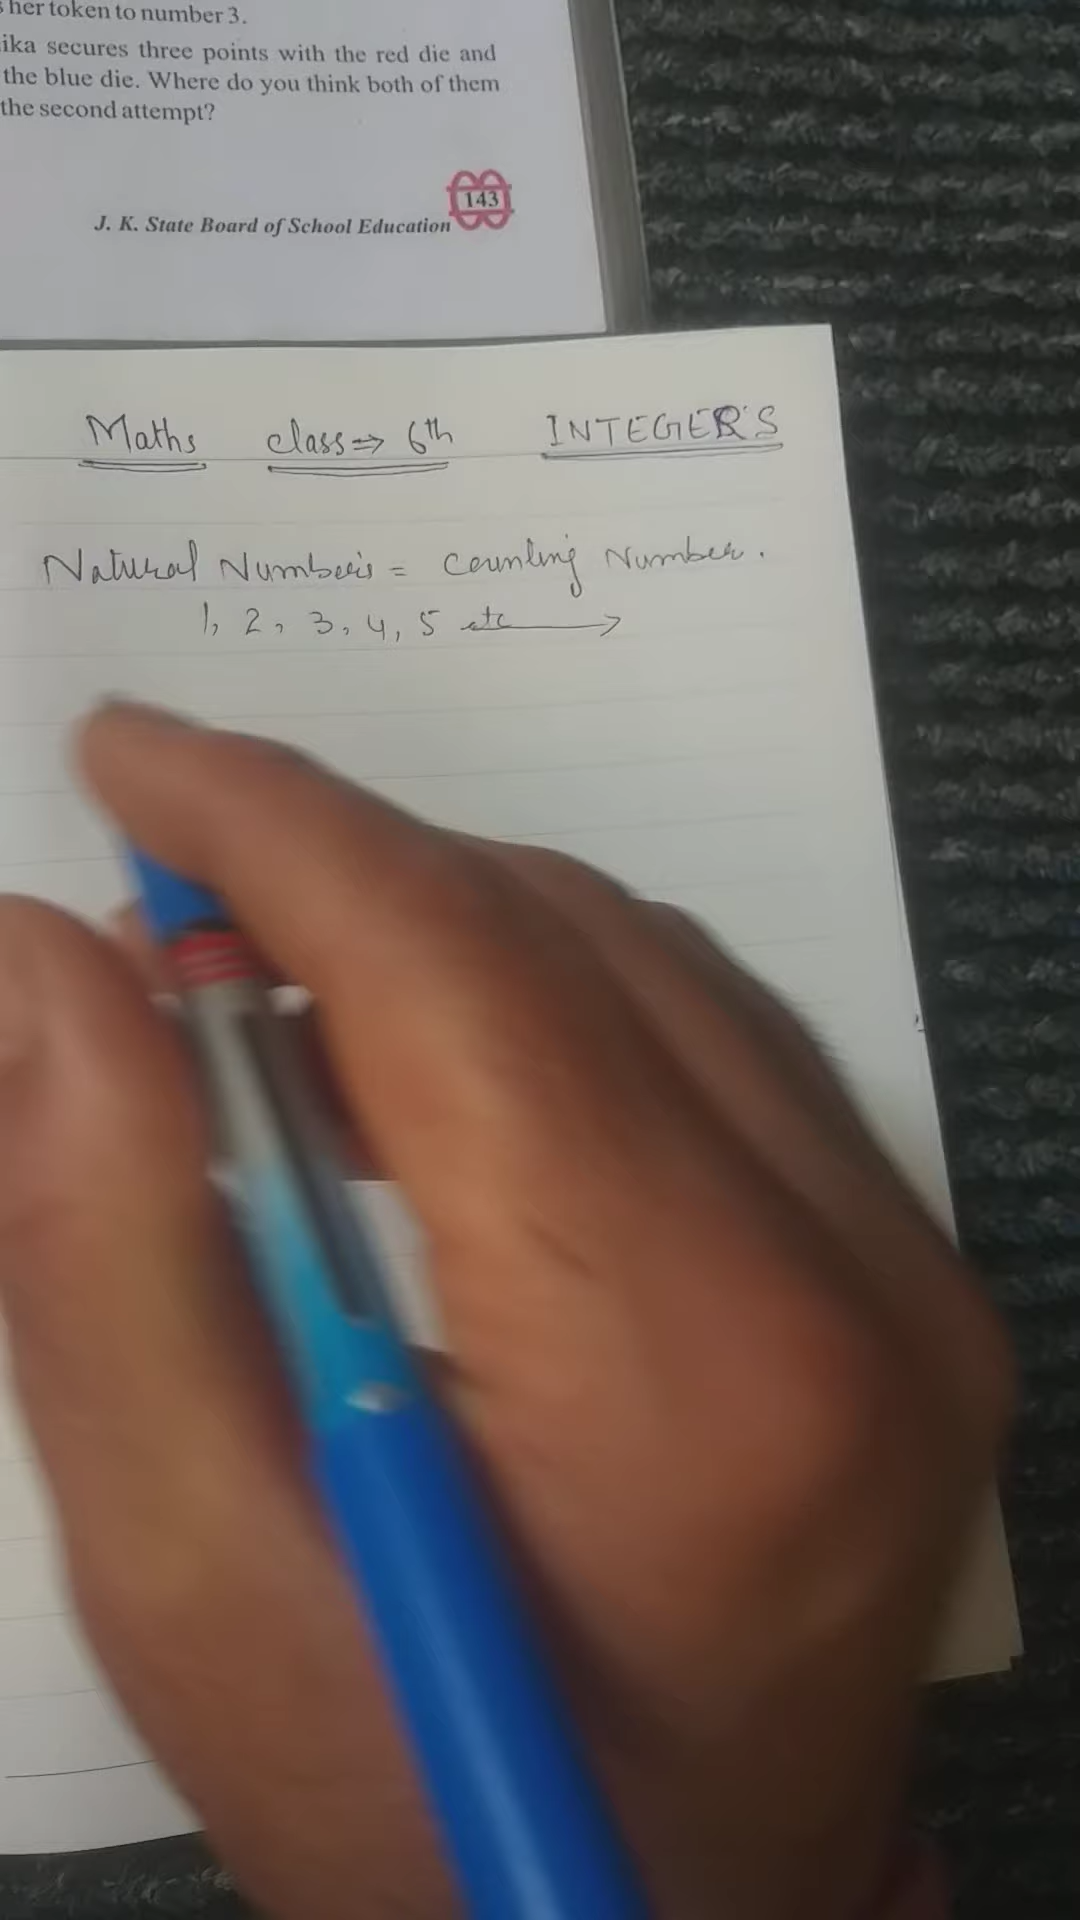 her token to number 3.
ika secures three points with the red die and
the blue die. Where do you think both of them
the second attempt?
143
J. K. State Board of School Education
Maths class ⇒ 6th INTEGER'S
Natural Number's = Counting Number.
1, 2, 3, 4, 5 etc →